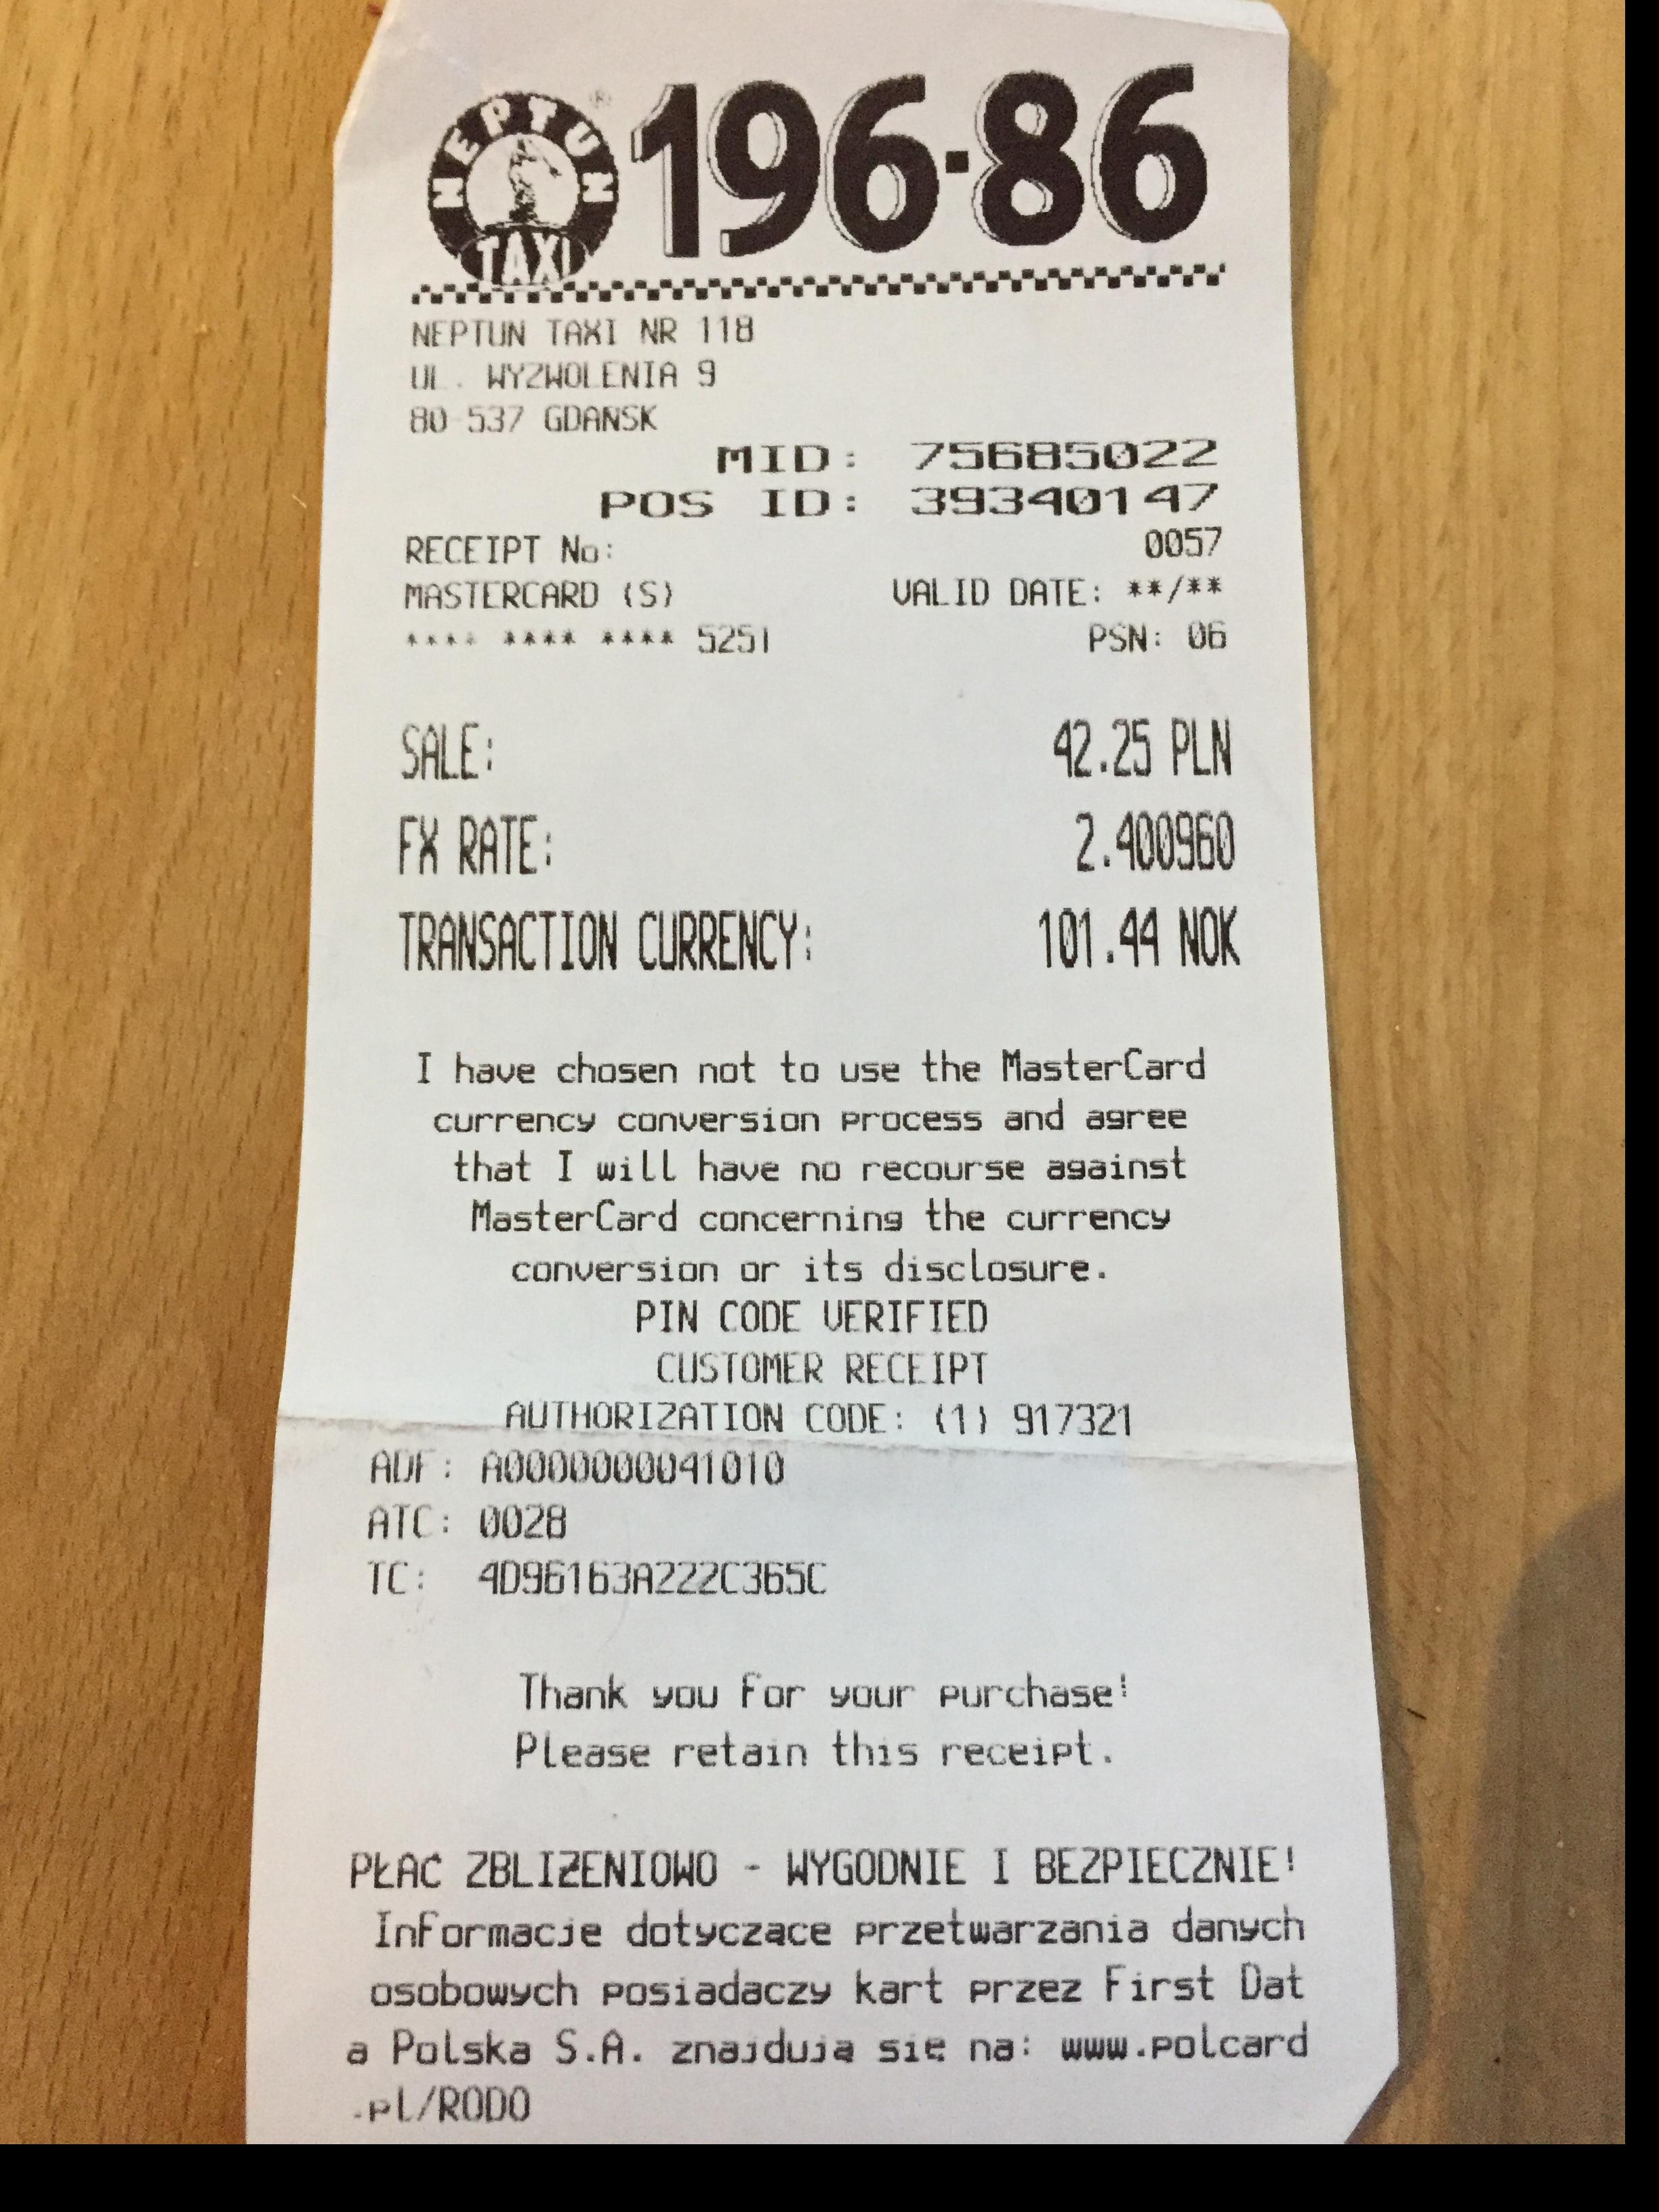 NEPTUN TAXI ® 196·86
NEPTUN TAXI NR 118
UL. WYZWOLENIA 9
80-537 GDAŃSK
MID: 75685022
POS ID: 39340147
RECEIPT No: 0057
MASTERCARD (S) VALID DATE: **/**
**** **** **** 5251 PSN: 06
SALE: 42.25 PLN
FX RATE: 2.400960
TRANSACTION CURRENCY: 101.44 NOK
I have chosen not to use the MasterCard
currency conversion process and agree
that I will have no recourse against
MasterCard concerning the currency
conversion or its disclosure.
PIN CODE VERIFIED
CUSTOMER RECEIPT
AUTHORIZATION CODE: (1) 917321
ADF: A0000000041010
ATC: 0028
TC: 4D96163A222C365C
Thank you for your purchase!
Please retain this receipt.
PŁAĆ ZBLIŻENIOWO - WYGODNIE I BEZPIECZNIE!
Informacje dotyczące przetwarzania danych
osobowych posiadaczy kart przez First Dat
a Polska S.A. znajdują się na: www.polcard
.pl/RODO